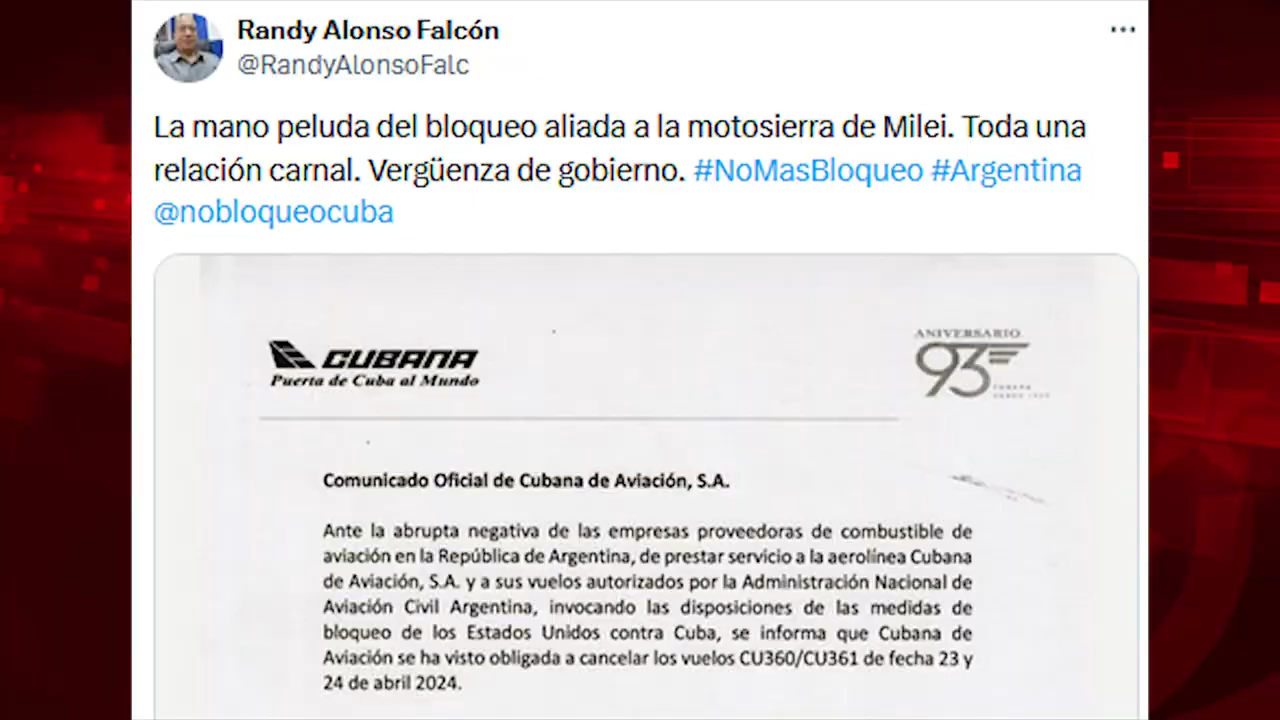 Randy Alonso Falcón
@RandyAlonsoFalc
La mano peluda del bloqueo aliada a la motosierra de Milei. Toda una
relación carnal. Vergüenza de gobierno. #NoMasBloqueo #Argentina
@nobloqueocuba
CUBANA
Puerta de Cuba al Mundo
ANIVERSARIO
93
Comunicado Oficial de Cubana de Aviación, S.A.
Ante la abrupta negativa de las empresas proveedoras de combustible de
aviación en la República de Argentina, de prestar servicio a la aerolínea Cubana
de Aviación, S.A. y a sus vuelos autorizados por la Administración Nacional de
Aviación Civil Argentina, invocando las disposiciones de las medidas de
bloqueo de los Estados Unidos contra Cuba, se informa que Cubana de
Aviación se ha visto obligada a cancelar los vuelos CU360/CU361 de fecha 23 y
24 de abril 2024.